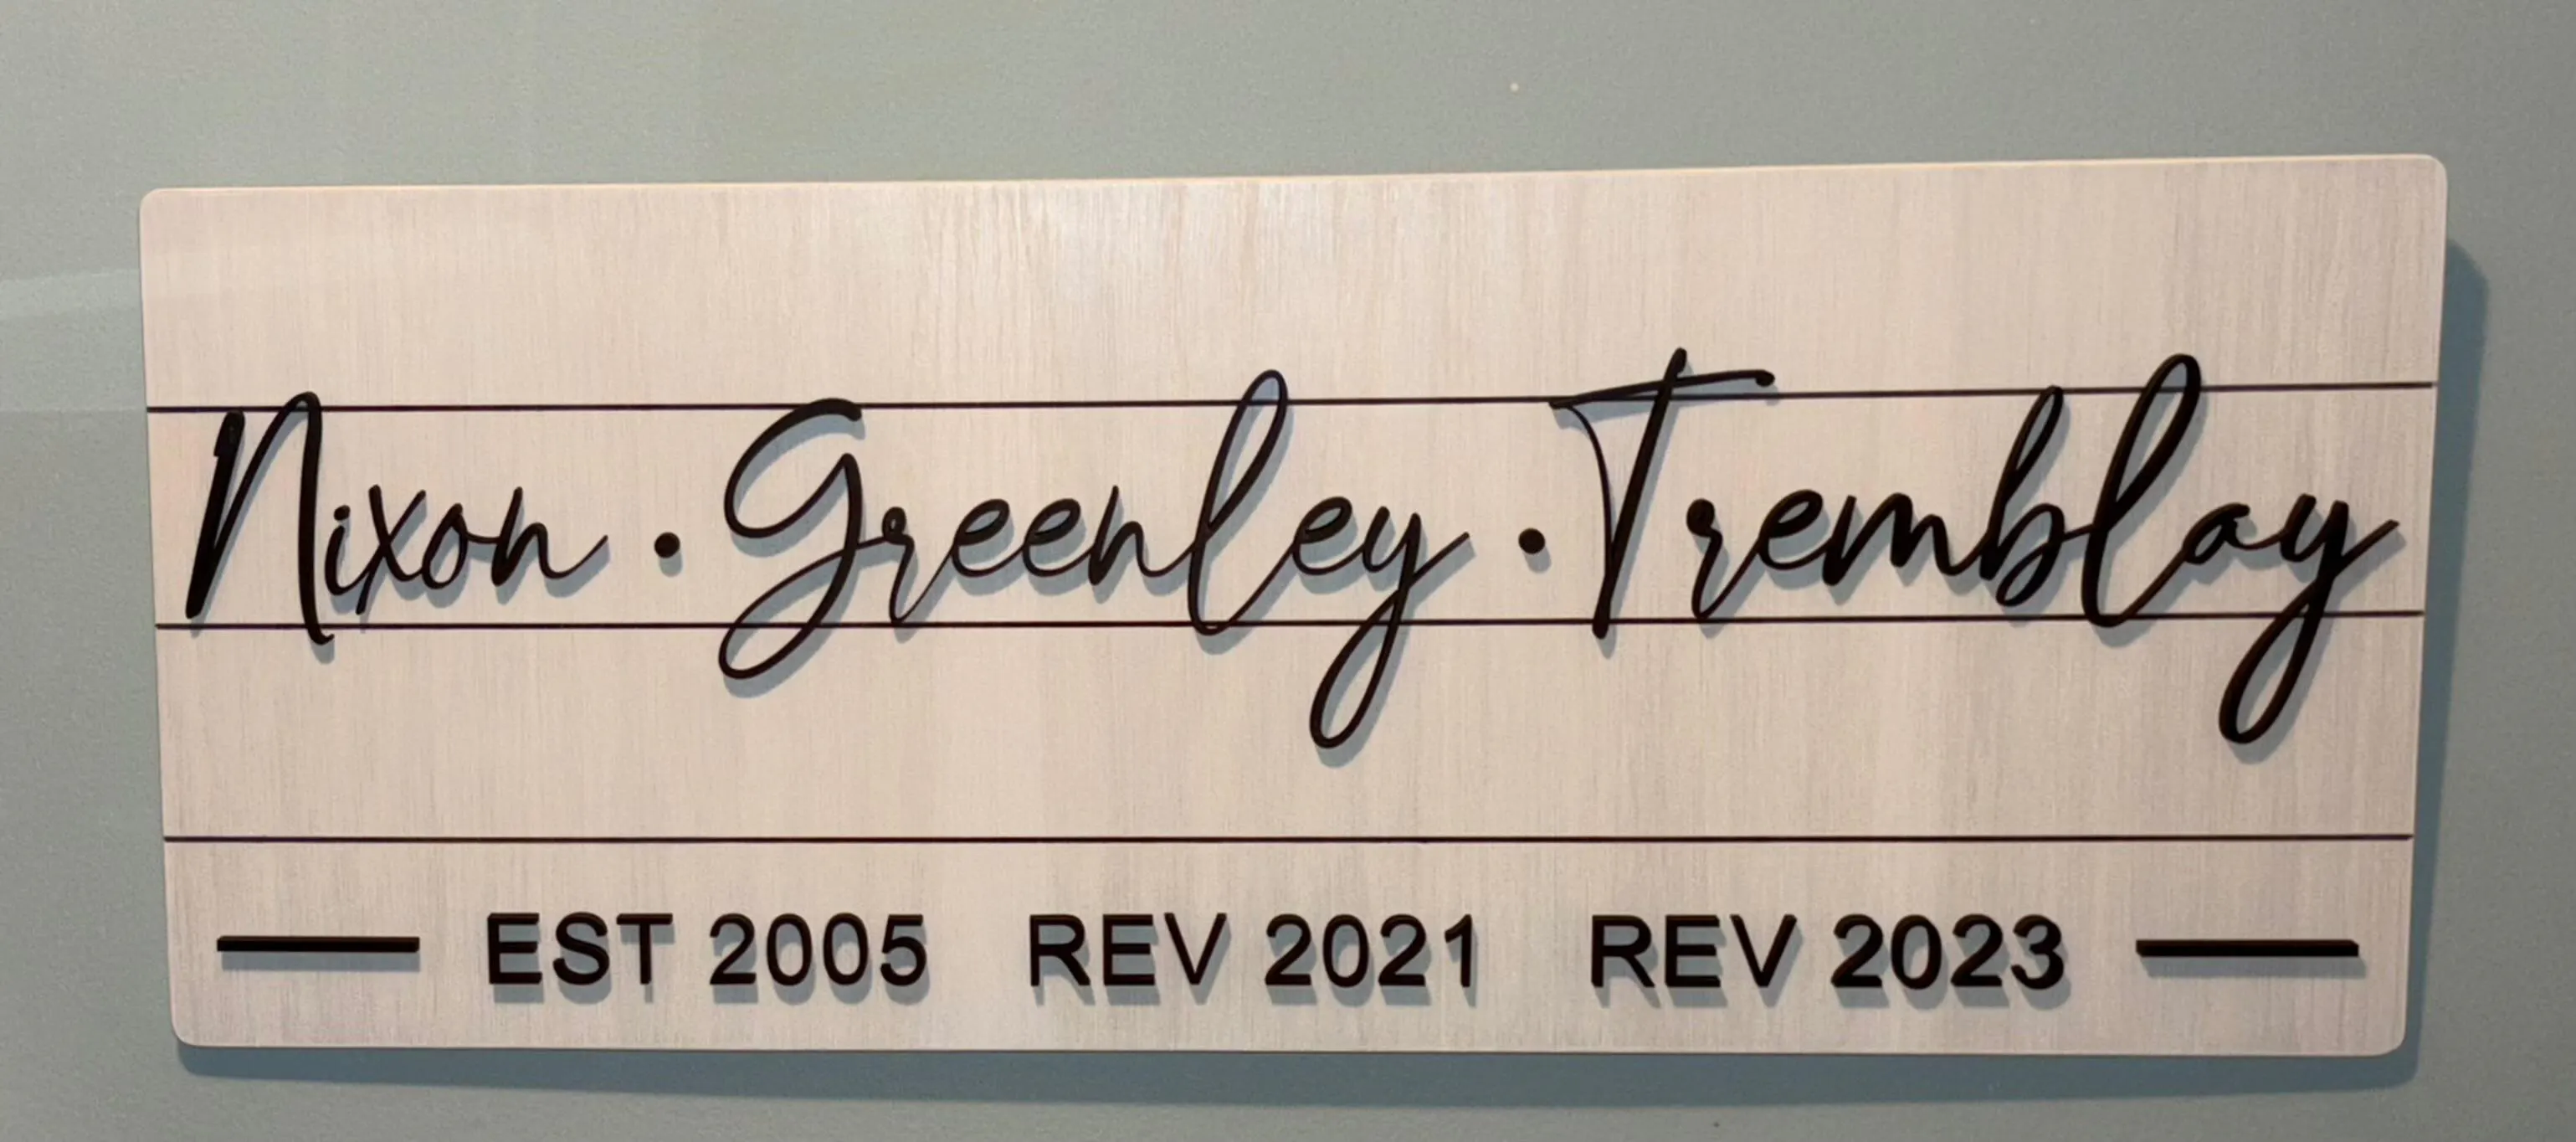 Nixon · Greenley · Tremblay
EST 2005 REV 2021 REV 2023